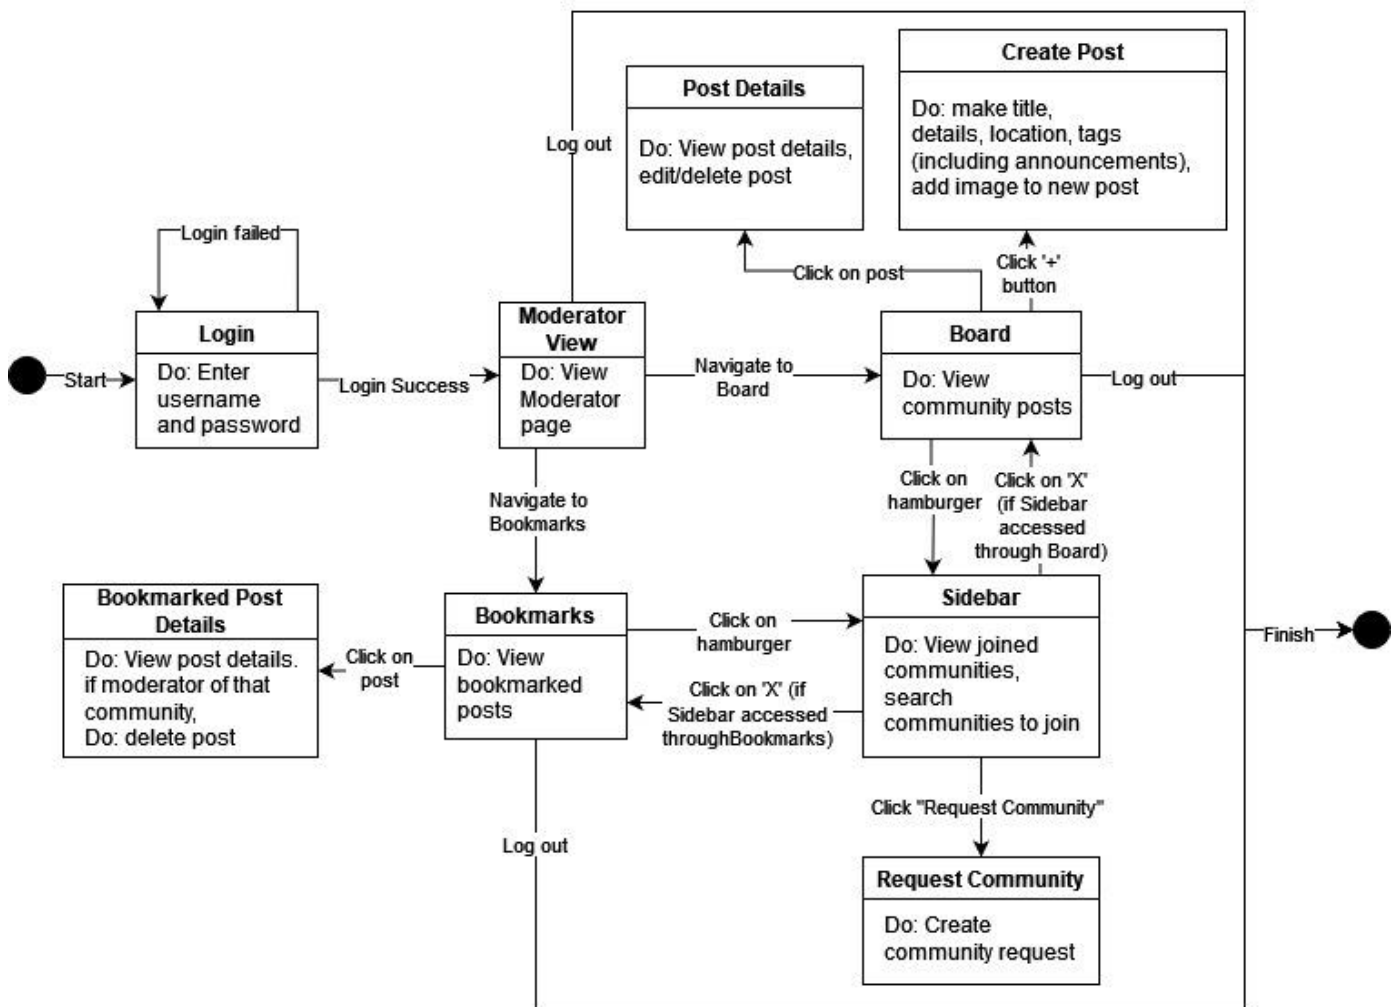 Create Post
Do: make title,
details, location, tags
(including announcements),
add image to new post
Post Details
Do: View post details,
edit/delete post
Log out
Login failed
Click on post
Click '+'
button
Login
Do: Enter
username
and password
Start
Login Success
Moderator
View
Do: View
Moderator
page
Navigate to
Board
Board
Do: View
community posts
Log out
Navigate to
Bookmarks
Click on
hamburger
Click on 'X'
(if Sidebar
accessed
through Board)
Bookmarked Post
Details
Do: View post details.
if moderator of that
community,
Do: delete post
Click on
post
Bookmarks
Do: View
bookmarked
posts
Click on
hamburger
Click on 'X' (if
Sidebar accessed
throughBookmarks)
Sidebar
Do: View joined
communities,
search
communities to join
Finish
Log out
Click "Request Community"
Request Community
Do: Create
community request